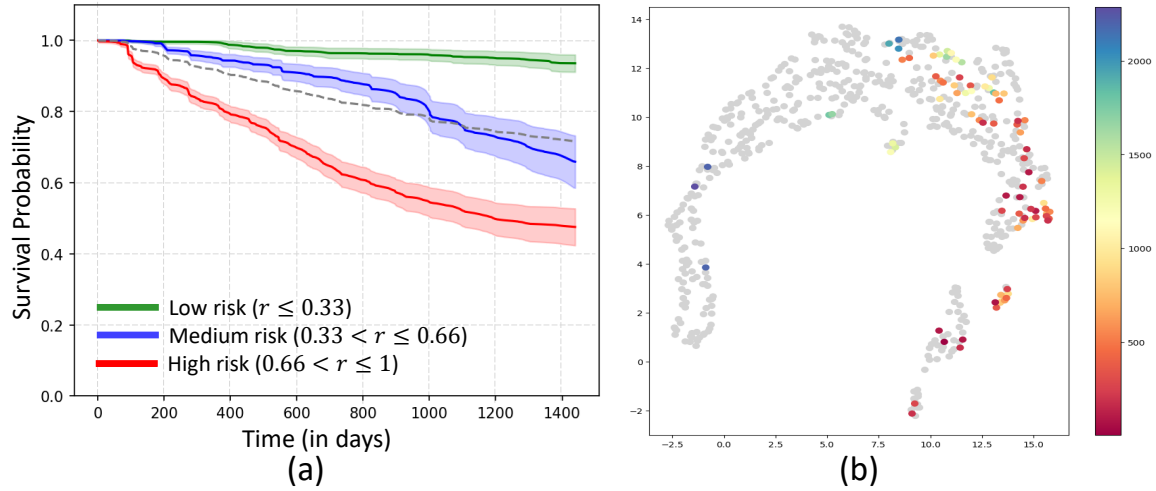 1.0
0.8
0.6
0.4
0.2
0.0
Survival Probability
Low risk (r ≤ 0.33)
Medium risk (0.33 < r ≤ 0.66)
High risk (0.66 < r ≤ 1)
0 200 400 600 800 1000 1200 1400
Time (in days)
(a)
14
12
10
8
6
4
2
0
−2
−2.5 0.0 2.5 5.0 7.5 10.0 12.5 15.0
(b)
2000
1500
1000
500